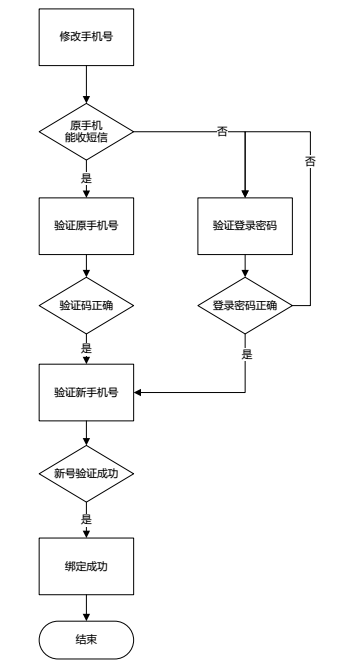 修改手机号
原手机
能收短信
否
否
是
验证原手机号
验证登录密码
验证码正确
登录密码正确
是
是
验证新手机号
新号验证成功
是
绑定成功
结束